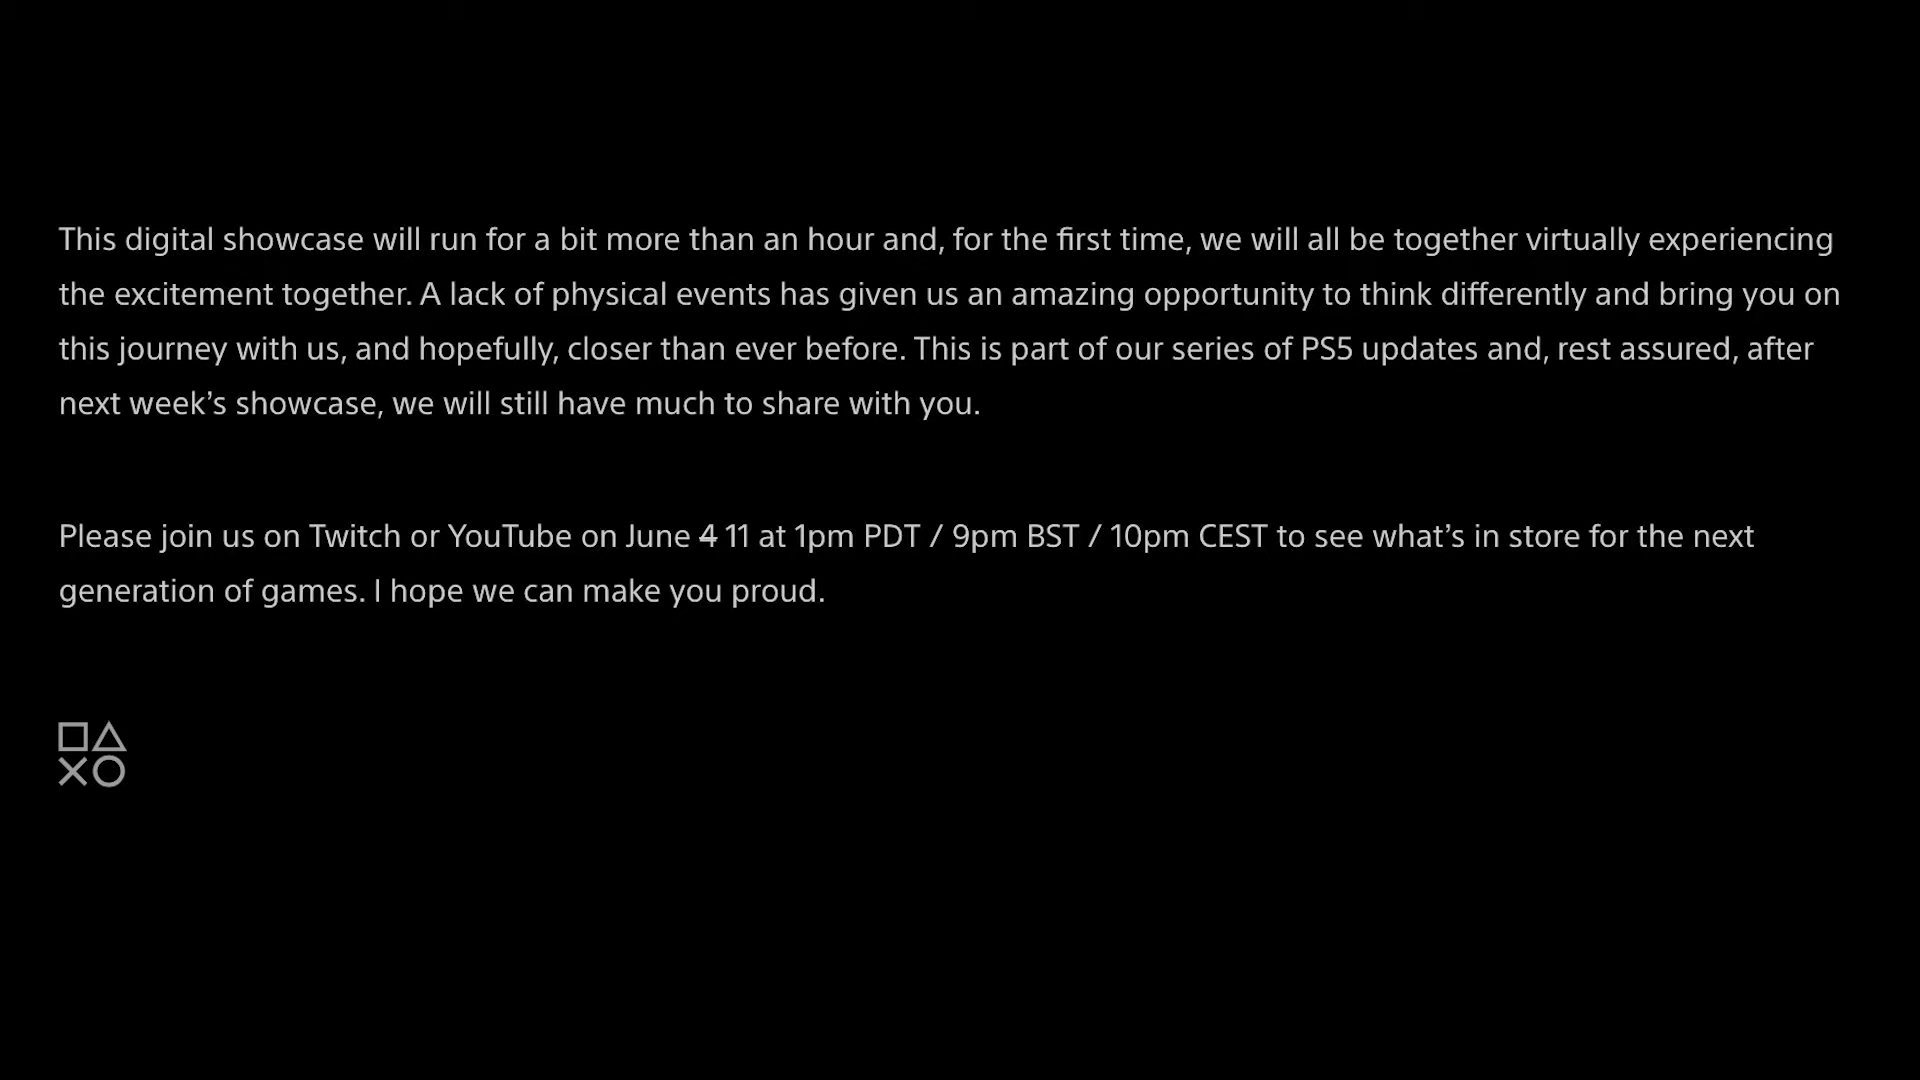 This digital showcase will run for a bit more than an hour and, for the first time, we will all be together virtually experiencing
the excitement together. A lack of physical events has given us an amazing opportunity to think differently and bring you on
this journey with us, and hopefully, closer than ever before. This is part of our series of PS5 updates and, rest assured, after
next week’s showcase, we will still have much to share with you.
Please join us on Twitch or YouTube on June 4 11 at 1pm PDT / 9pm BST / 10pm CEST to see what’s in store for the next
generation of games. I hope we can make you proud.